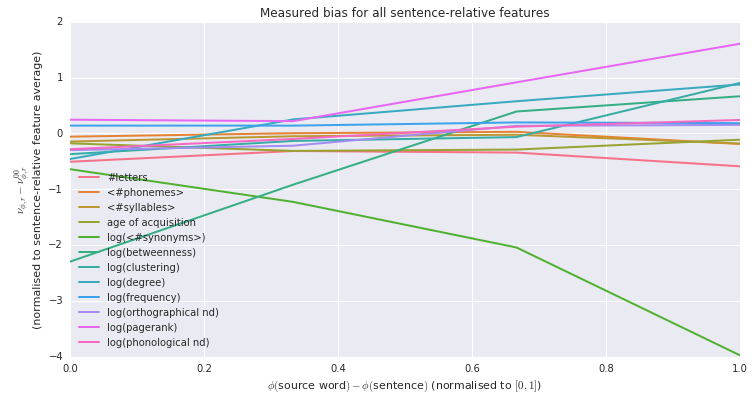 Measured bias for all sentence-relative features
ν_{ϕ,r} − ν^{00}_{ϕ,r}
(normalised to sentence-relative feature average)
2
1
0
−1
−2
−3
−4
#letters
<#phonemes>
<#syllables>
age of acquisition
log(<#synonyms>)
log(betweenness)
log(clustering)
log(degree)
log(frequency)
log(orthographical nd)
log(pagerank)
log(phonological nd)
0.0 0.2 0.4 0.6 0.8 1.0
ϕ(source word) − ϕ(sentence) (normalised to [0, 1])